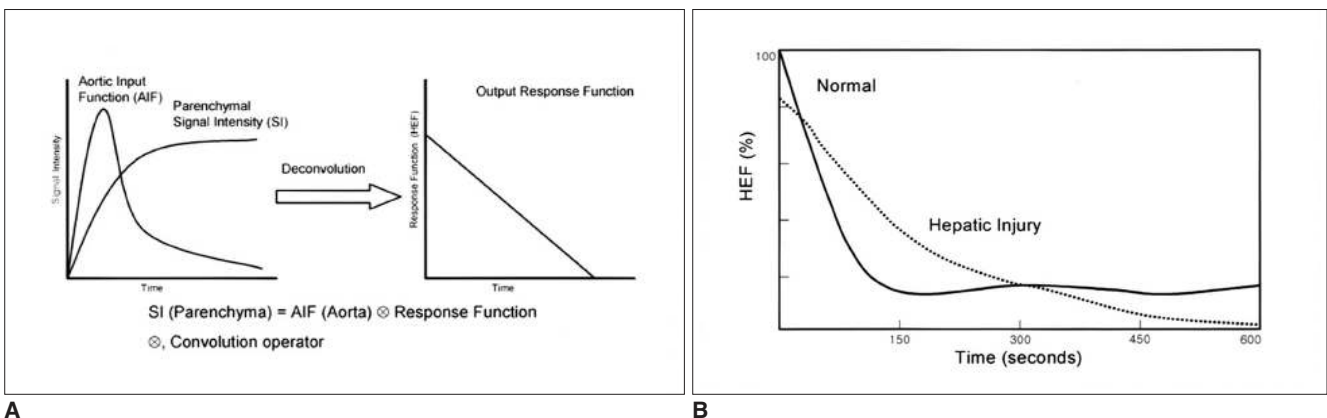 Aortic Input
Function (AIF)
Parenchymal
Signal Intensity (SI)
Signal Intensity
Time
Deconvolution
Output Response Function
Response Function (HEF)
Time
SI (Parenchyma) = AIF (Aorta) ⊗ Response Function
⊗, Convolution operator
A
100
Normal
Hepatic Injury
HEF (%)
150
300
450
600
Time (seconds)
B